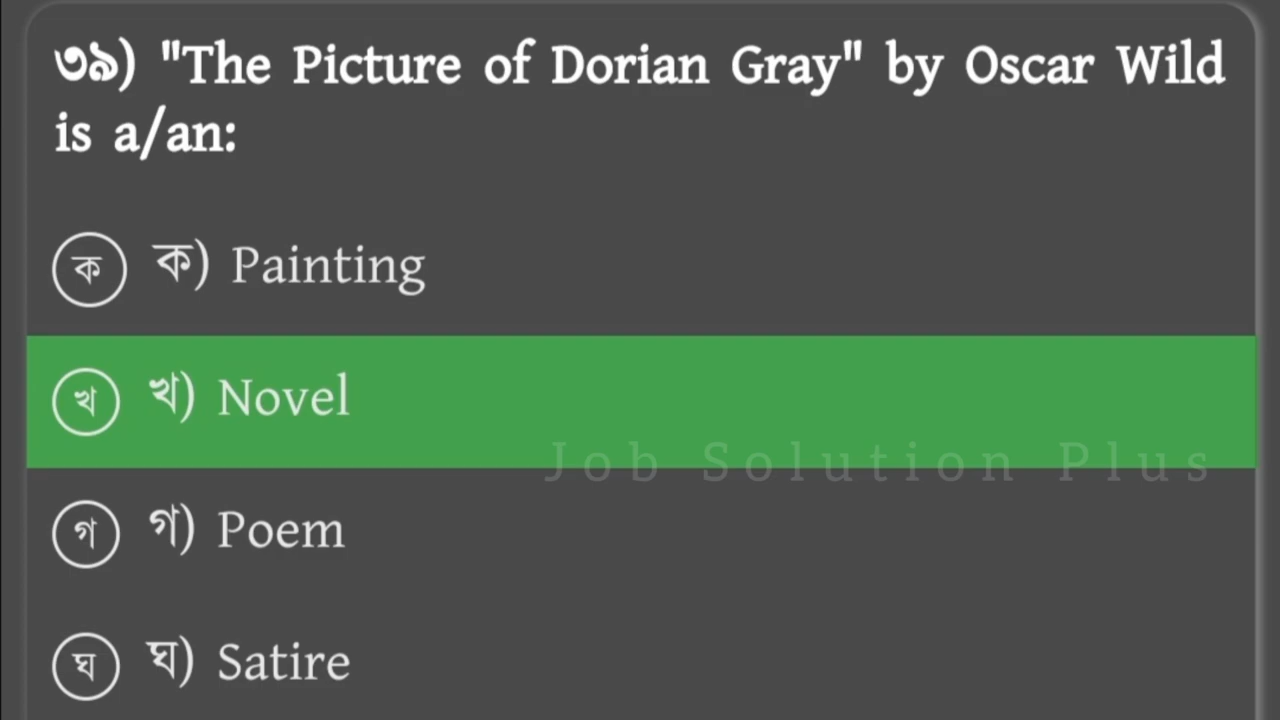 ৩৯) "The Picture of Dorian Gray" by Oscar Wild
is a/an:
ক ক) Painting
খ খ) Novel
Job Solution Plus
গ গ) Poem
ঘ ঘ) Satire